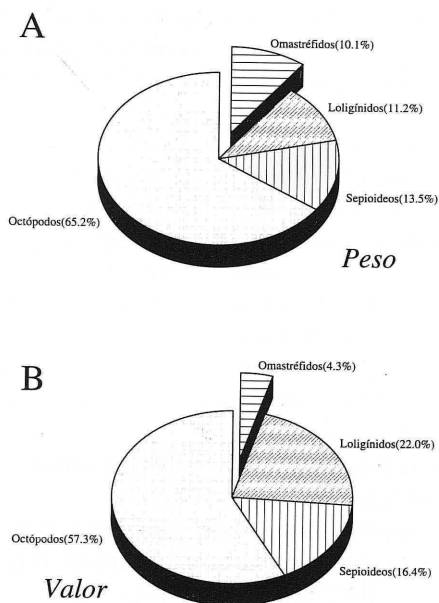 A
Omastréfidos(10.1%)
Loligínidos(11.2%)
Sepioideos(13.5%)
Octópodos(65.2%)
Peso
B
Omastréfidos(4.3%)
Loligínidos(22.0%)
Octópodos(57.3%)
Sepioideos(16.4%)
Valor